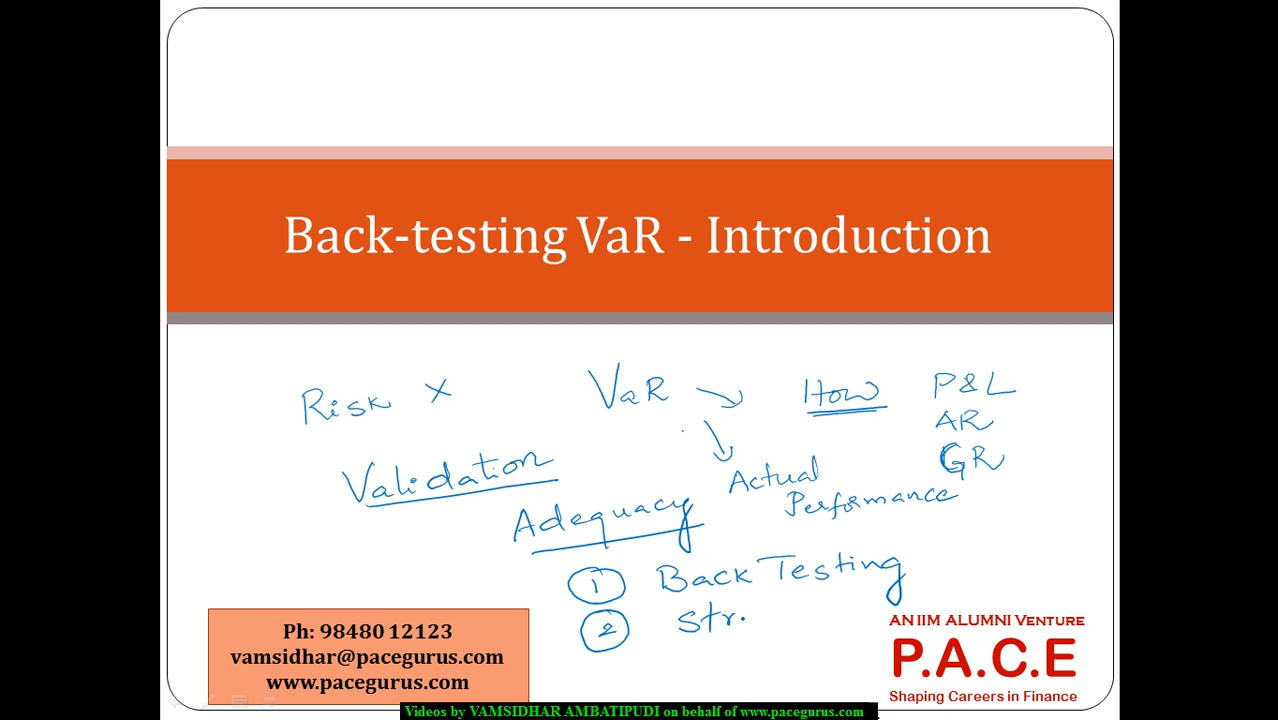 Back-testing VaR - Introduction
Risk x VaR How P&L
AR
GR
Validation
Actual
Performance
Adequacy
1 Back Testing
2 Str.
Ph: 98480 12123
vamsidhar@pacegurus.com
www.pacegurus.com
AN IIM ALUMNI VENTURE
P.A.C.E
Shaping Careers in Finance
Videos by VAMSIDHAR AMBATIPUDI on behalf of www.pacegurus.com